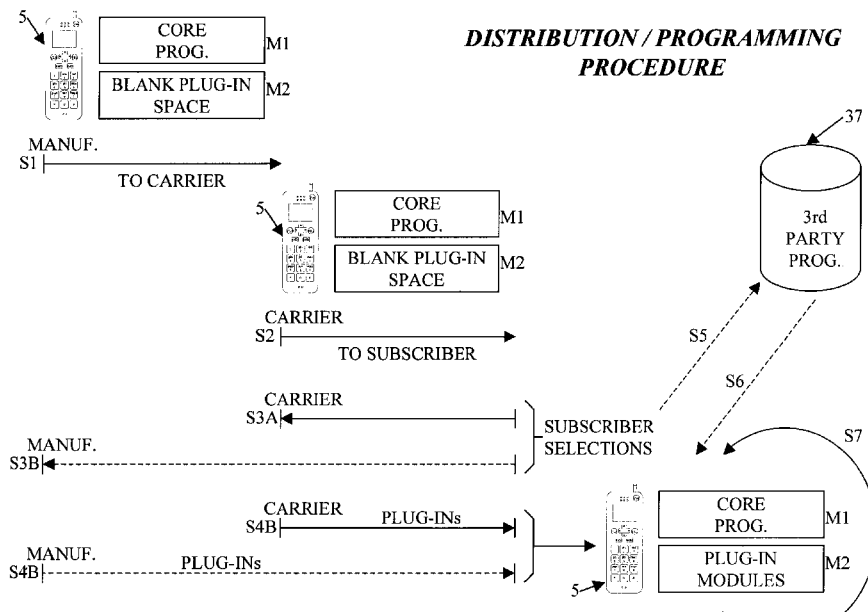 DISTRIBUTION / PROGRAMMING
PROCEDURE
5
CORE
PROG.
M1
BLANK PLUG-IN
SPACE
M2
MANUF.
S1
TO CARRIER
37
3rd
PARTY
PROG.
5
CORE
PROG.
M1
BLANK PLUG-IN
SPACE
M2
CARRIER
S2
TO SUBSCRIBER
S5
S6
CARRIER
S3A
SUBSCRIBER
SELECTIONS
S7
MANUF.
S3B
CARRIER
S4B
PLUG-INs
MANUF.
S4B
PLUG-INs
CORE
PROG.
M1
PLUG-IN
MODULES
M2
5